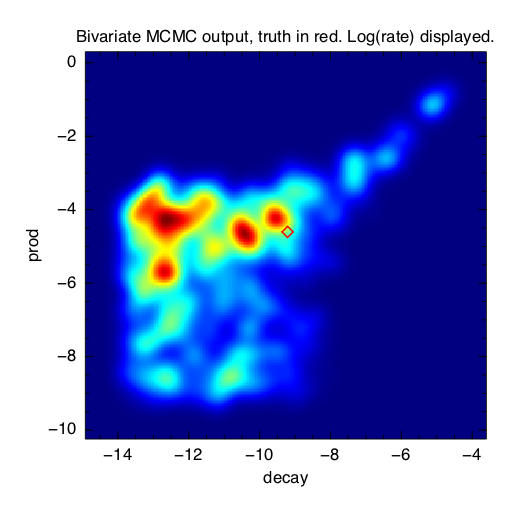 Bivariate MCMC output, truth in red. Log(rate) displayed.
0
−2
−4
−6
−8
−10
prod
−14 −12 −10 −8 −6 −4
decay